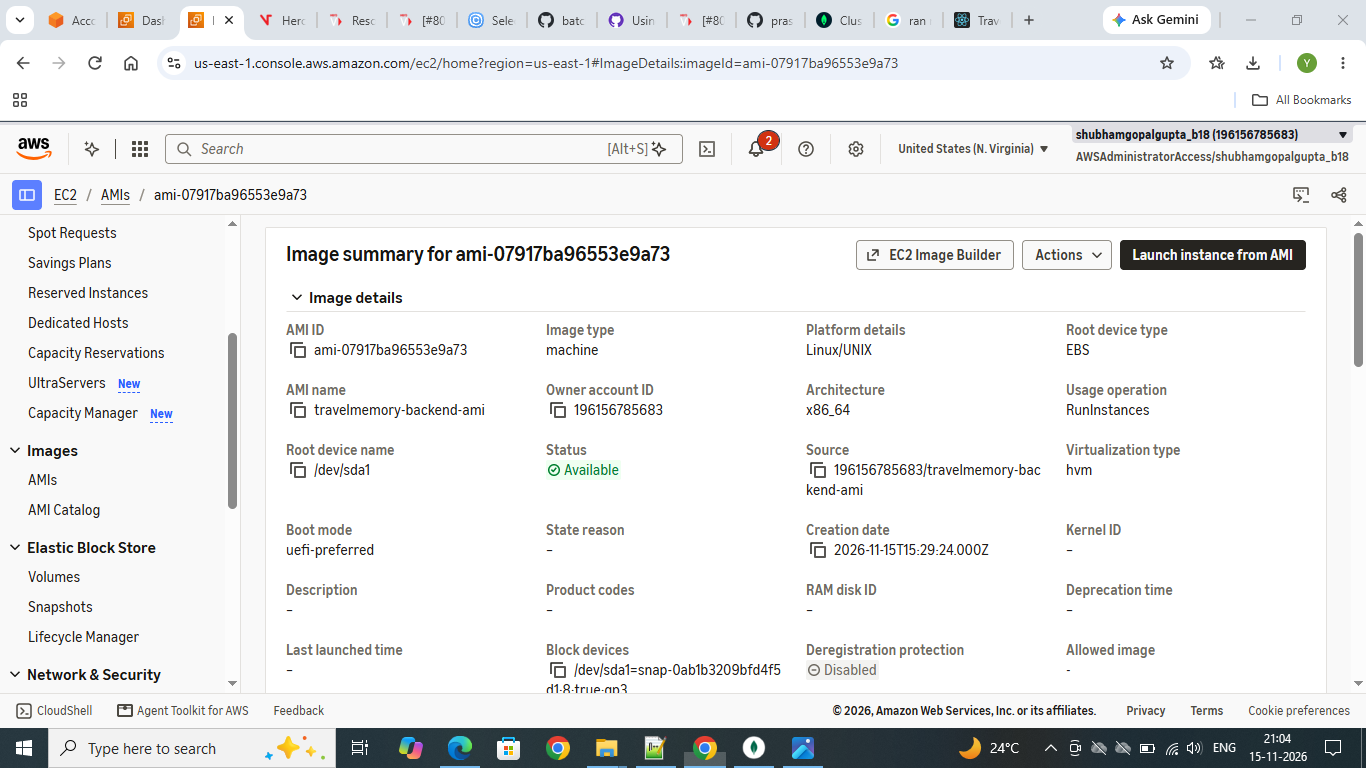 Acco
Dash
Herc
Resc
[#80
Sele
batc
Usin
[#80
pras
Clus
ran
Trav
Ask Gemini
us-east-1.console.aws.amazon.com/ec2/home?region=us-east-1#ImageDetails:imageId=ami-07917ba96553e9a73
Y
All Bookmarks
aws
Search
[Alt+S]
2
United States (N. Virginia)
shubhamgopalgupta_b18 (196156785683)
AWSAdministratorAccess/shubhamgopalgupta_b18
EC2 / AMIs / ami-07917ba96553e9a73
Spot Requests
Savings Plans
Reserved Instances
Dedicated Hosts
Capacity Reservations
UltraServers New
Capacity Manager New
Images
AMIs
AMI Catalog
Elastic Block Store
Volumes
Snapshots
Lifecycle Manager
Network & Security
Image summary for ami-07917ba96553e9a73
EC2 Image Builder
Actions
Launch instance from AMI
Image details
AMI ID
ami-07917ba96553e9a73
Image type
machine
Platform details
Linux/UNIX
Root device type
EBS
AMI name
travelmemory-backend-ami
Owner account ID
196156785683
Architecture
x86_64
Usage operation
RunInstances
Root device name
/dev/sda1
Status
Available
Source
196156785683/travelmemory-bac
kend-ami
Virtualization type
hvm
Boot mode
uefi-preferred
State reason
–
Creation date
2026-11-15T15:29:24.000Z
Kernel ID
–
Description
–
Product codes
–
RAM disk ID
–
Deprecation time
–
Last launched time
–
Block devices
/dev/sda1=snap-0ab1b3209bfd4f5
d1:8:true:gp3
Deregistration protection
Disabled
Allowed image
-
CloudShell
Agent Toolkit for AWS
Feedback
© 2026, Amazon Web Services, Inc. or its affiliates.
Privacy
Terms
Cookie preferences
Type here to search
24°C
ENG
21:04
15-11-2026